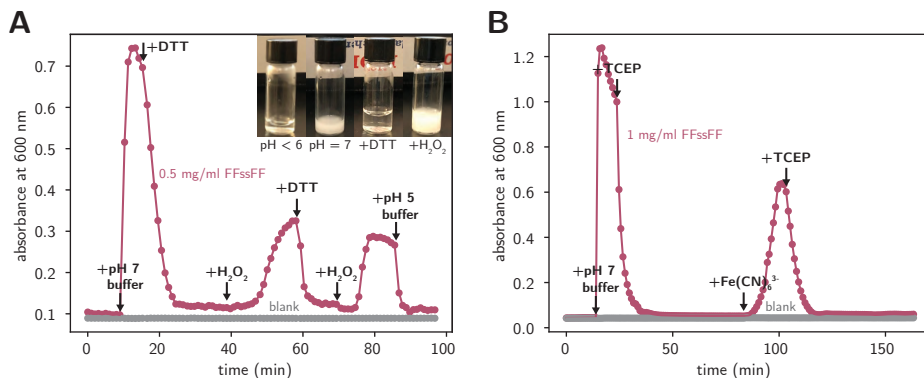 A
absorbance at 600 nm
0.7
0.6
0.5
0.4
0.3
0.2
0.1
0
20
40
60
80
100
time (min)
+DTT
0.5 mg/ml FFssFF
+pH 7
buffer
+H₂O₂
+DTT
+H₂O₂
+pH 5
buffer
blank
pH < 6 pH = 7 +DTT +H₂O₂
B
absorbance at 600 nm
1.2
1.0
0.8
0.6
0.4
0.2
0.0
0
50
100
150
time (min)
+TCEP
1 mg/ml FFssFF
+pH 7
buffer
+TCEP
+Fe(CN)₆³⁻
blank